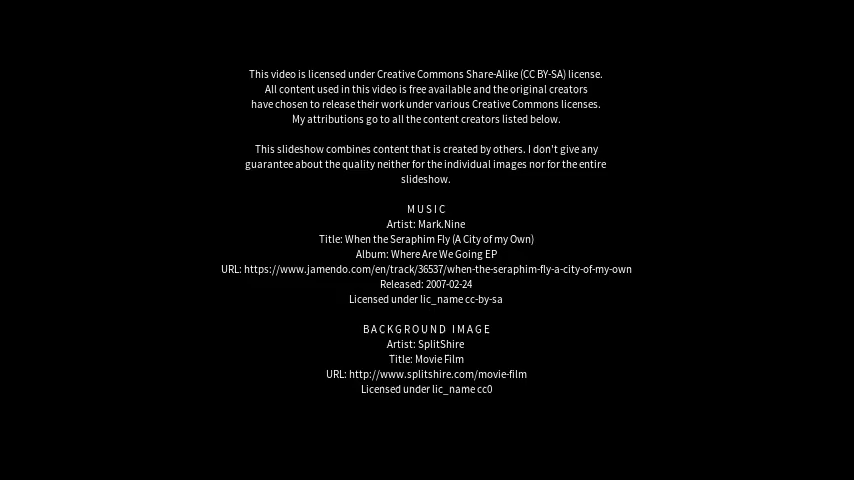 This video is licensed under Creative Commons Share-Alike (CC BY-SA) license.
All content used in this video is free available and the original creators
have chosen to release their work under various Creative Commons licenses.
My attributions go to all the content creators listed below.
This slideshow combines content that is created by others. I don't give any
guarantee about the quality neither for the individual images nor for the entire
slideshow.
MUSIC
Artist: Mark.Nine
Title: When the Seraphim Fly (A City of my Own)
Album: Where Are We Going EP
URL: https://www.jamendo.com/en/track/36537/when-the-seraphim-fly-a-city-of-my-own
Released: 2007-02-24
Licensed under lic_name cc-by-sa
BACKGROUND IMAGE
Artist: SplitShire
Title: Movie Film
URL: http://www.splitshire.com/movie-film
Licensed under lic_name cc0